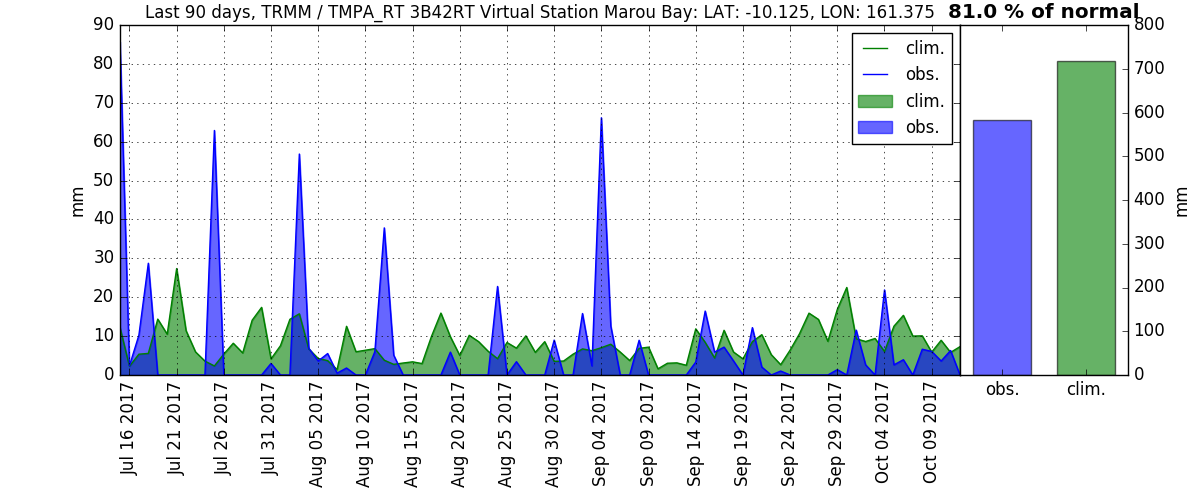 Last 90 days, TRMM / TMPA_RT 3B42RT Virtual Station Marou Bay: LAT: -10.125, LON: 161.375 81.0 % of normal
90
80
70
60
50
40
30
20
10
0
mm
clim.
obs.
clim.
obs.
800
700
600
500
400
300
200
100
0
mm
Jul 16 2017
Jul 21 2017
Jul 26 2017
Jul 31 2017
Aug 05 2017
Aug 10 2017
Aug 15 2017
Aug 20 2017
Aug 25 2017
Aug 30 2017
Sep 04 2017
Sep 09 2017
Sep 14 2017
Sep 19 2017
Sep 24 2017
Sep 29 2017
Oct 04 2017
Oct 09 2017
obs.
clim.